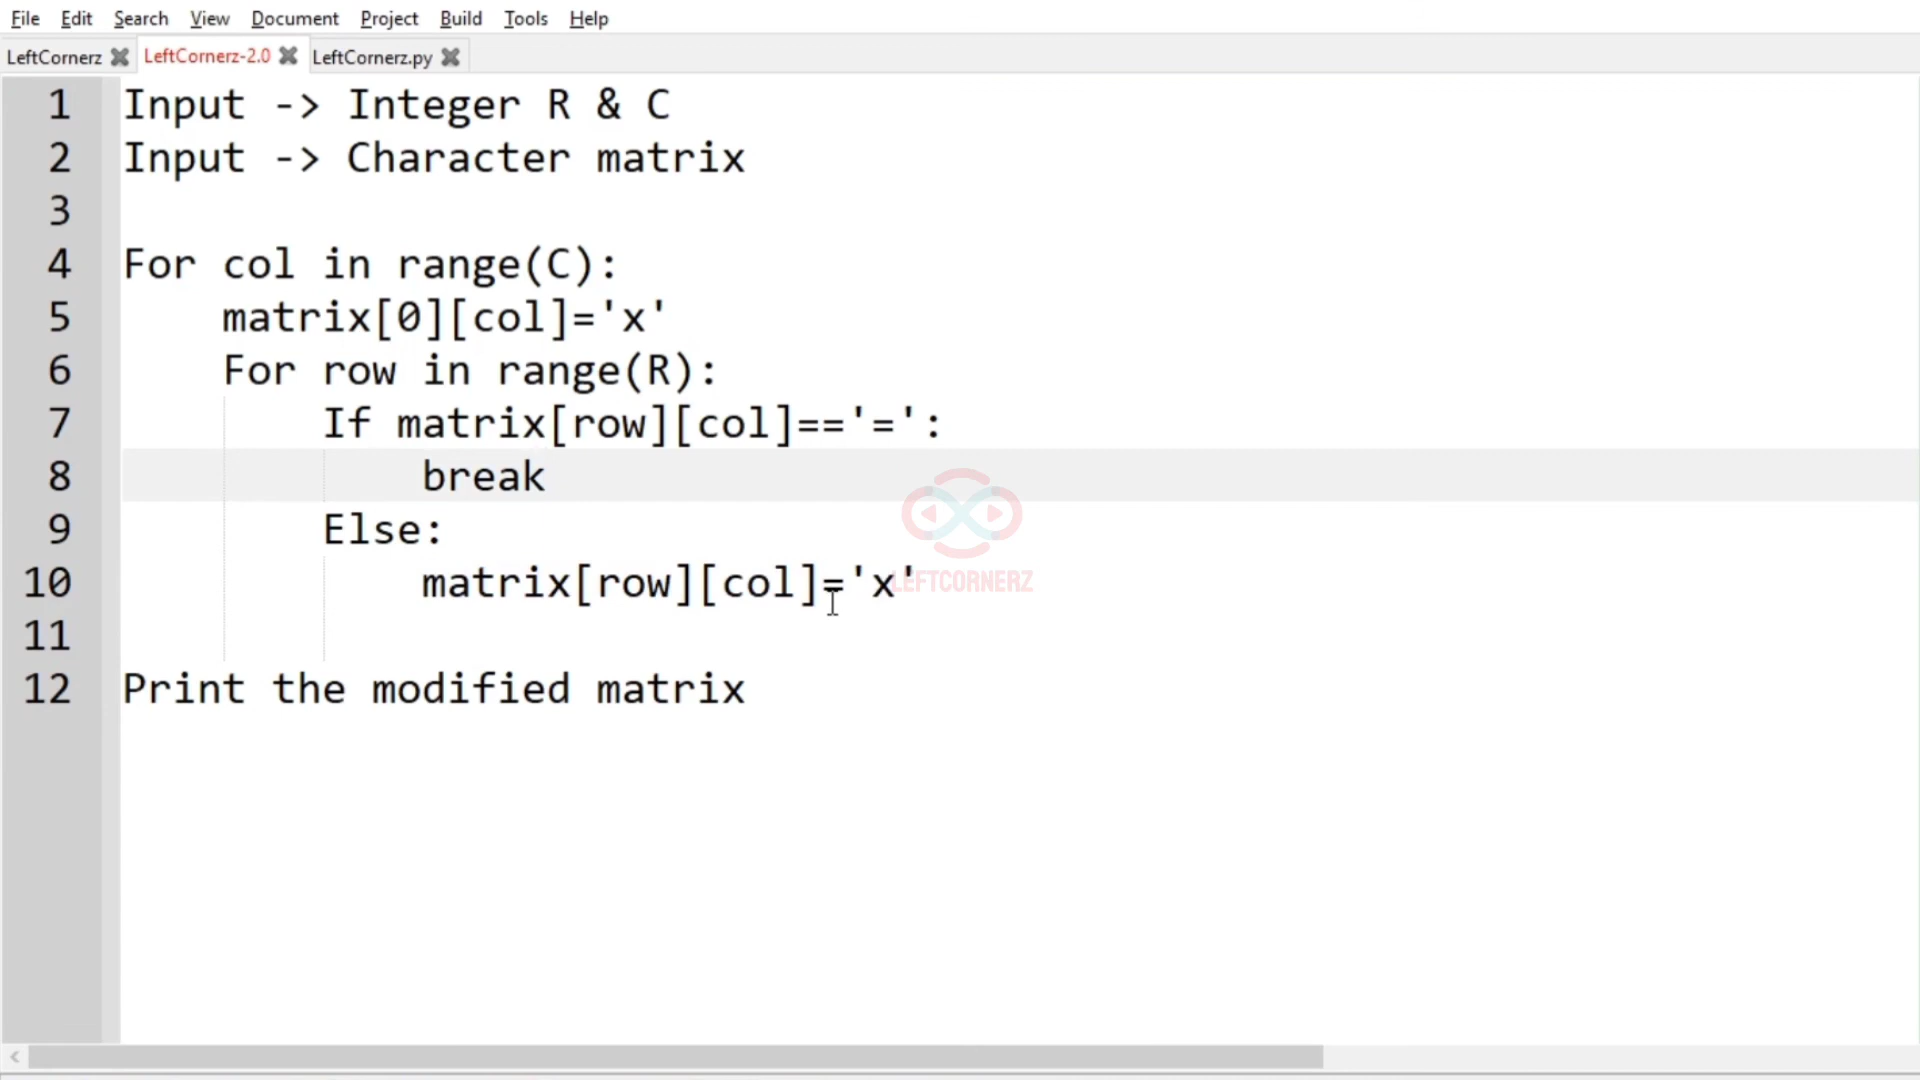 File Edit Search View Document Project Build Tools Help
LeftCornerz LeftCornerz-2.0 LeftCornerz.py
1 Input -> Integer R & C
2 Input -> Character matrix
3
4 For col in range(C):
5     matrix[0][col]='x'
6     For row in range(R):
7         If matrix[row][col]=='=':
8             break
9         Else:
10             matrix[row][col]='x'
11
12 Print the modified matrix
LEFTCORNERZ